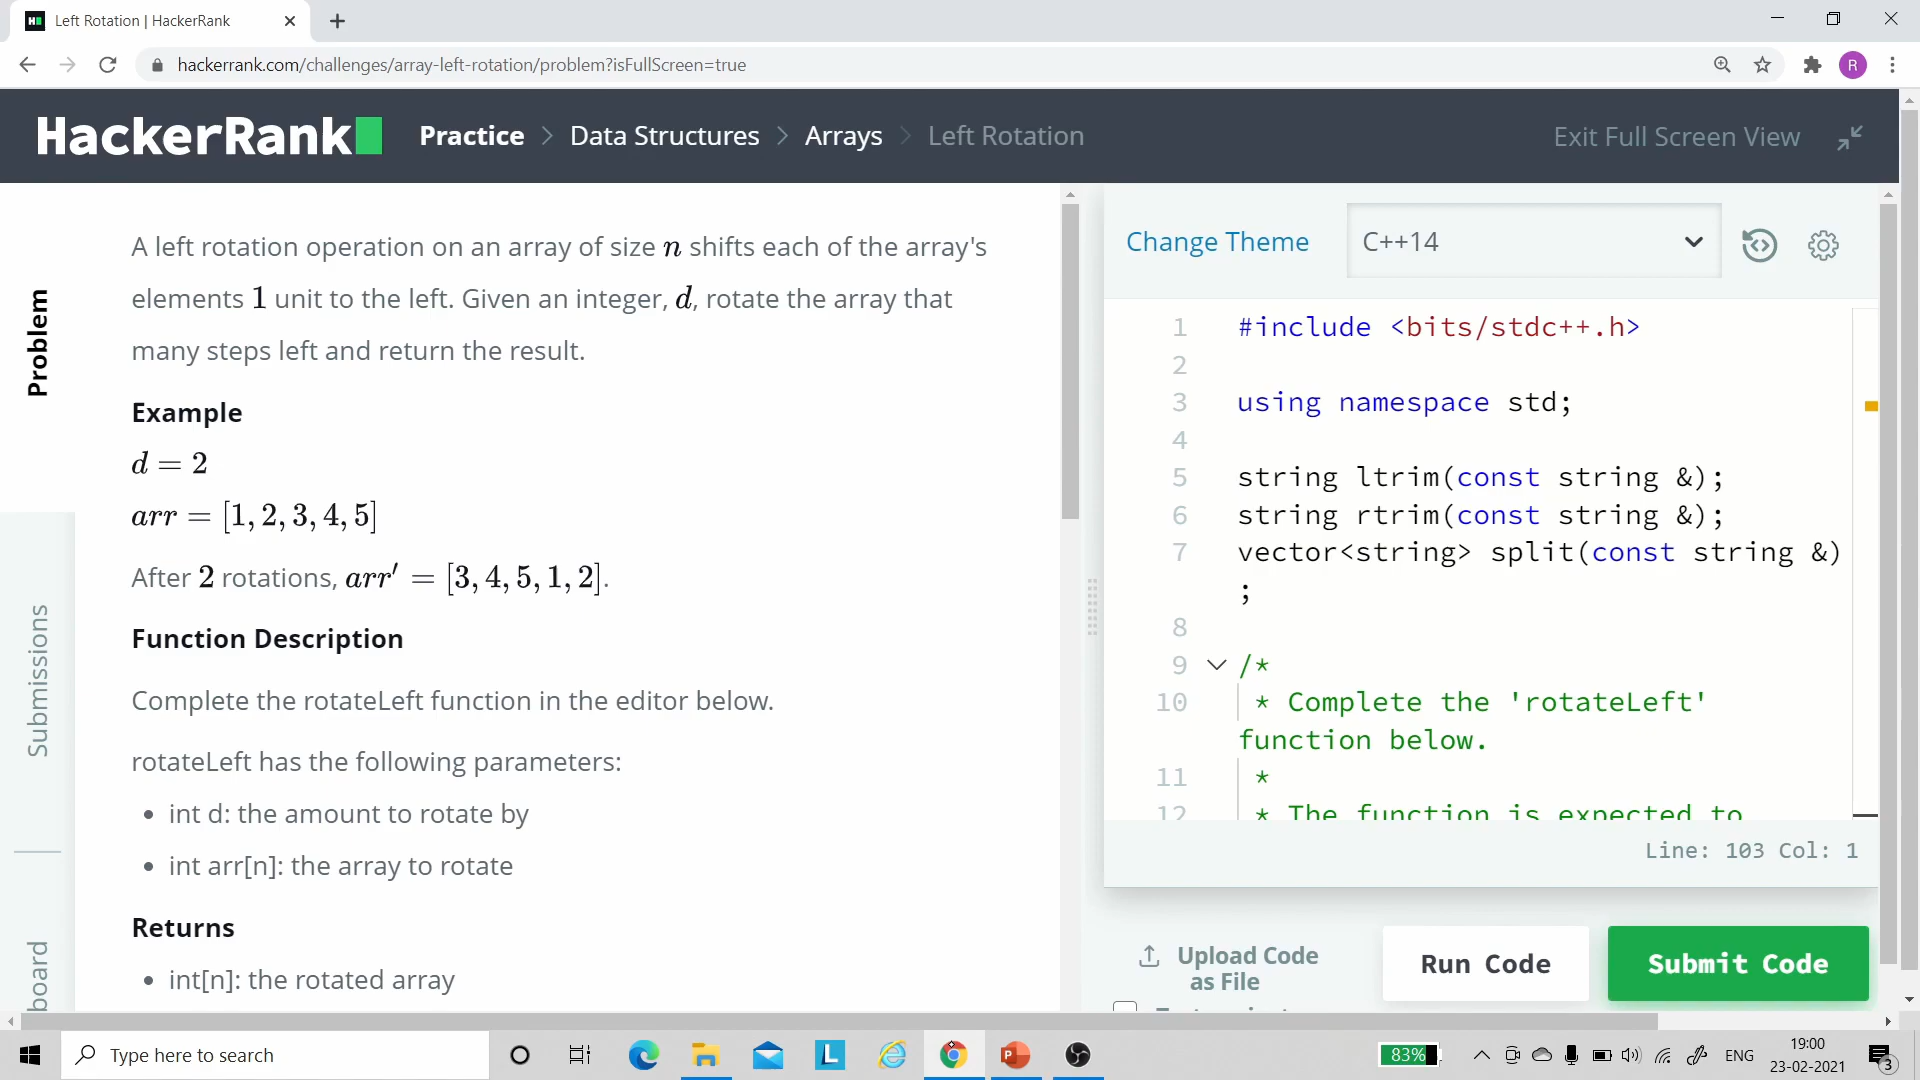 Left Rotation | HackerRank
hackerrank.com/challenges/array-left-rotation/problem?isFullScreen=true
R
HackerRank
Practice > Data Structures > Arrays > Left Rotation
Exit Full Screen View
Problem
Submissions
board
A left rotation operation on an array of size n shifts each of the array's
elements 1 unit to the left. Given an integer, d, rotate the array that
many steps left and return the result.
Example
d = 2
arr = [1, 2, 3, 4, 5]
After 2 rotations, arr' = [3, 4, 5, 1, 2].
Function Description
Complete the rotateLeft function in the editor below.
rotateLeft has the following parameters:
• int d: the amount to rotate by
• int arr[n]: the array to rotate
Returns
• int[n]: the rotated array
Change Theme
C++14
1 #include <bits/stdc++.h>
2
3 using namespace std;
4
5 string ltrim(const string &);
6 string rtrim(const string &);
7 vector<string> split(const string &)
;
8
9 /*
10 * Complete the 'rotateLeft'
function below.
11 *
12 * The function is expected to
Line: 103 Col: 1
Upload Code
as File
Run Code
Submit Code
Type here to search
83%
ENG
19:00
23-02-2021
3